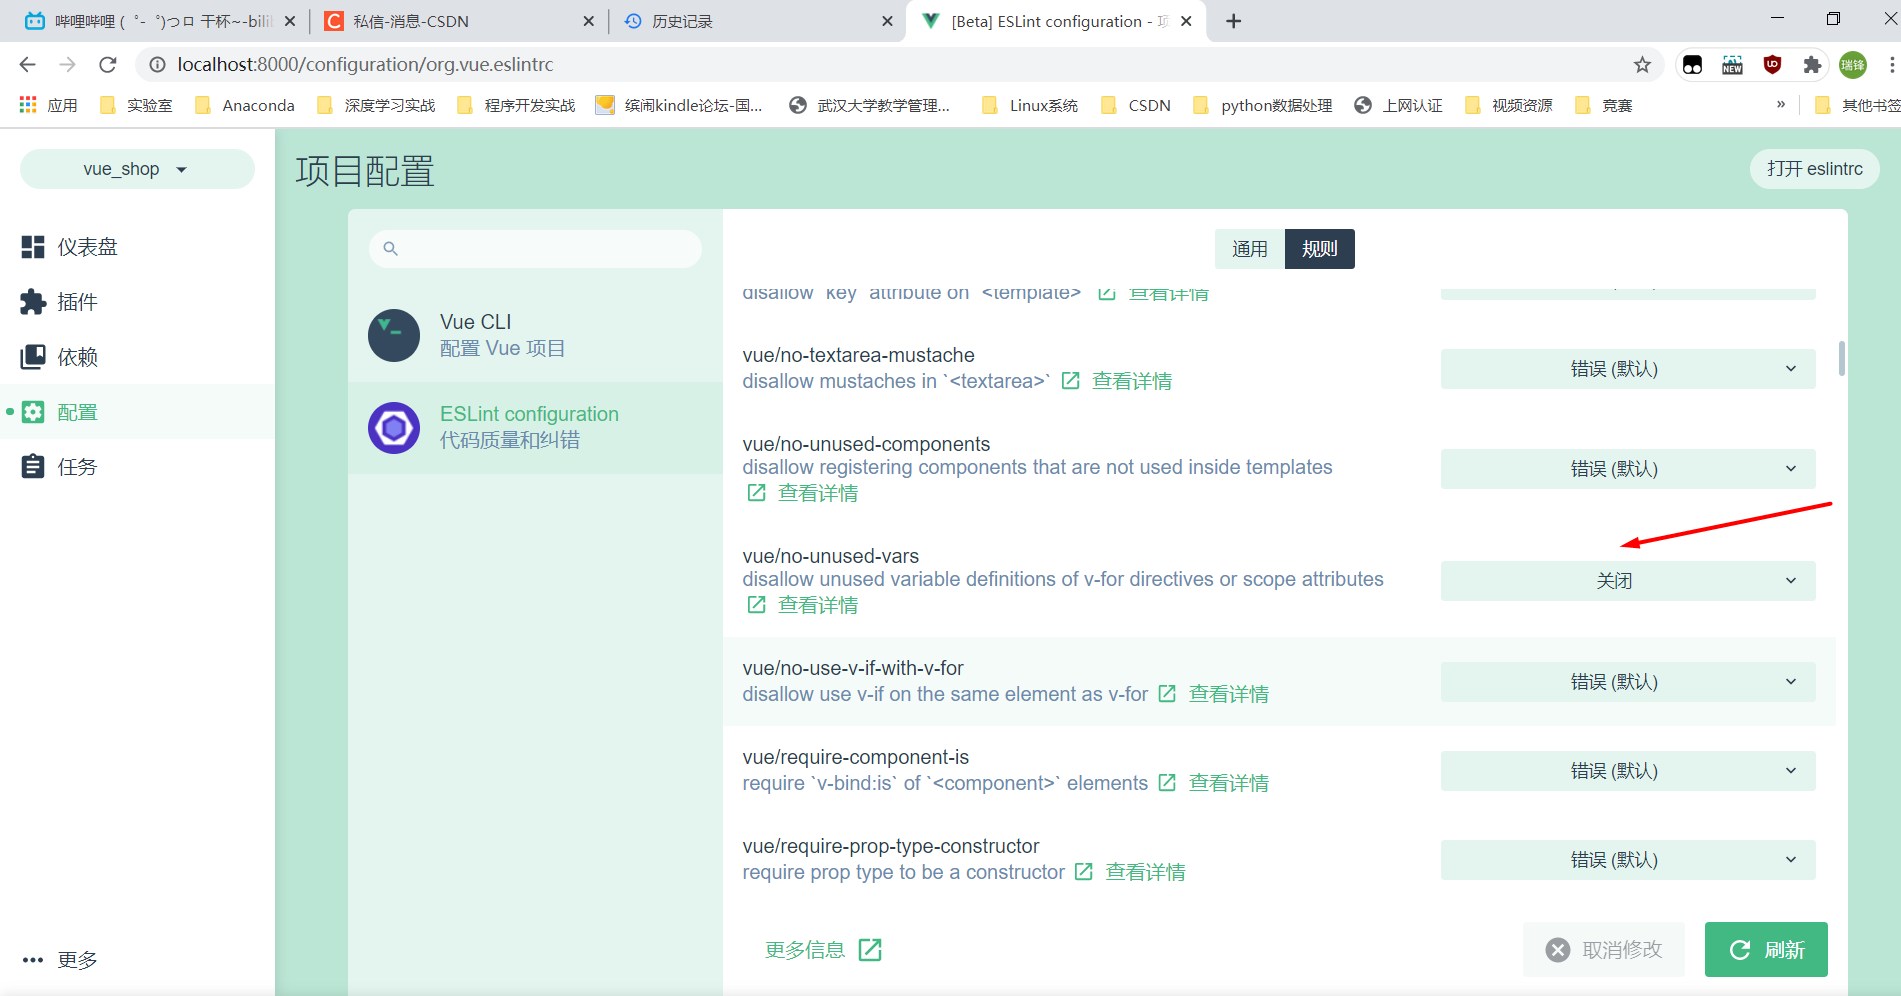 哔哩哔哩 ( ゜- ゜)つロ 干杯~-bili
私信-消息-CSDN
历史记录
[Beta] ESLint configuration - 项
localhost:8000/configuration/org.vue.eslintrc
NEW
瑞锋
应用
实验室
Anaconda
深度学习实战
程序开发实战
缤闹kindle论坛-国...
武汉大学教学管理...
Linux系统
CSDN
python数据处理
上网认证
视频资源
竞赛
»
其他书签
vue_shop
项目配置
打开 eslintrc
仪表盘
插件
依赖
配置
任务
更多
Vue CLI
配置 Vue 项目
ESLint configuration
代码质量和纠错
通用
规则
disallow `key` attribute on `<template>` 查看详情
vue/no-textarea-mustache
disallow mustaches in `<textarea>` 查看详情
错误 (默认)
vue/no-unused-components
disallow registering components that are not used inside templates
查看详情
错误 (默认)
vue/no-unused-vars
disallow unused variable definitions of v-for directives or scope attributes
查看详情
关闭
vue/no-use-v-if-with-v-for
disallow use v-if on the same element as v-for 查看详情
错误 (默认)
vue/require-component-is
require `v-bind:is` of `<component>` elements 查看详情
错误 (默认)
vue/require-prop-type-constructor
require prop type to be a constructor 查看详情
错误 (默认)
更多信息
取消修改
刷新